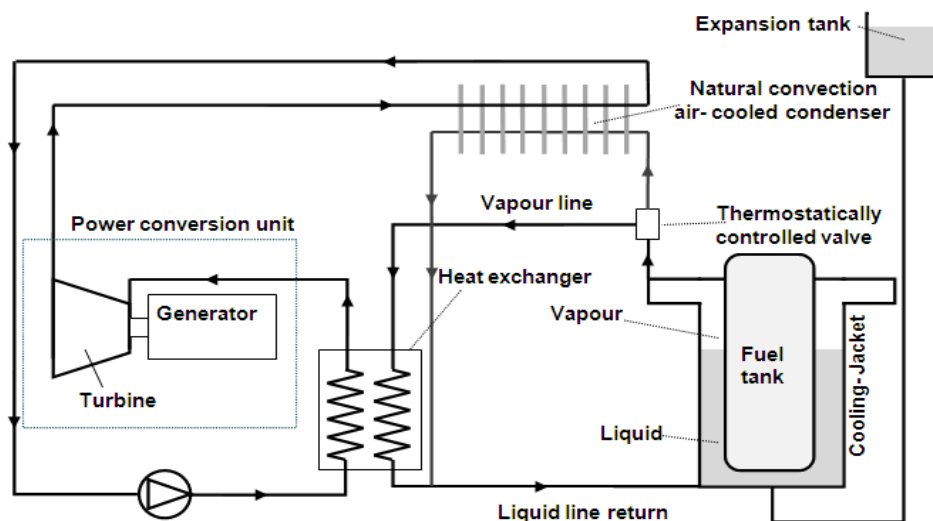 Expansion tank
Natural convection
air- cooled condenser
Vapour line
Thermostatically
controlled valve
Power conversion unit
Heat exchanger
Generator
Vapour
Fuel
tank
Cooling-Jacket
Turbine
Liquid
Liquid line return